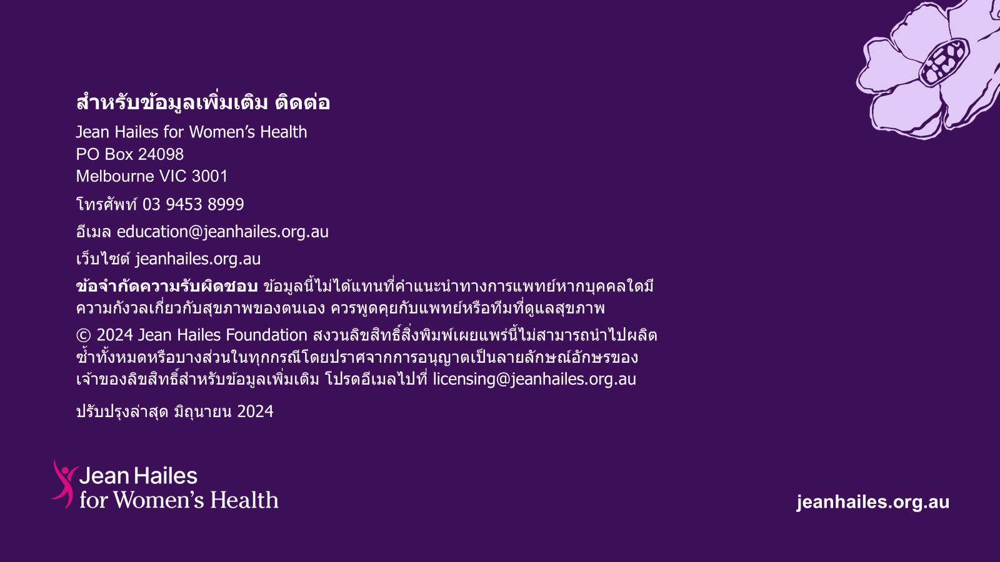 สำหรับข้อมูลเพิ่มเติม ติดต่อ
Jean Hailes for Women’s Health
PO Box 24098
Melbourne VIC 3001
โทรศัพท์ 03 9453 8999
อีเมล education@jeanhailes.org.au
เว็บไซต์ jeanhailes.org.au
ข้อจำกัดความรับผิดชอบ ข้อมูลนี้ไม่ได้แทนที่คำแนะนำทางการแพทย์หากบุคคลใดมี
ความกังวลเกี่ยวกับสุขภาพของตนเอง ควรพูดคุยกับแพทย์หรือทีมที่ดูแลสุขภาพ
© 2024 Jean Hailes Foundation สงวนลิขสิทธิ์สิ่งพิมพ์เผยแพร่นี้ไม่สามารถนำไปผลิต
ซ้ำทั้งหมดหรือบางส่วนในทุกกรณีโดยปราศจากการอนุญาตเป็นลายลักษณ์อักษรของ
เจ้าของลิขสิทธิ์สำหรับข้อมูลเพิ่มเติม โปรดอีเมลไปที่ licensing@jeanhailes.org.au
ปรับปรุงล่าสุด มิถุนายน 2024
Jean Hailes
for Women’s Health
jeanhailes.org.au